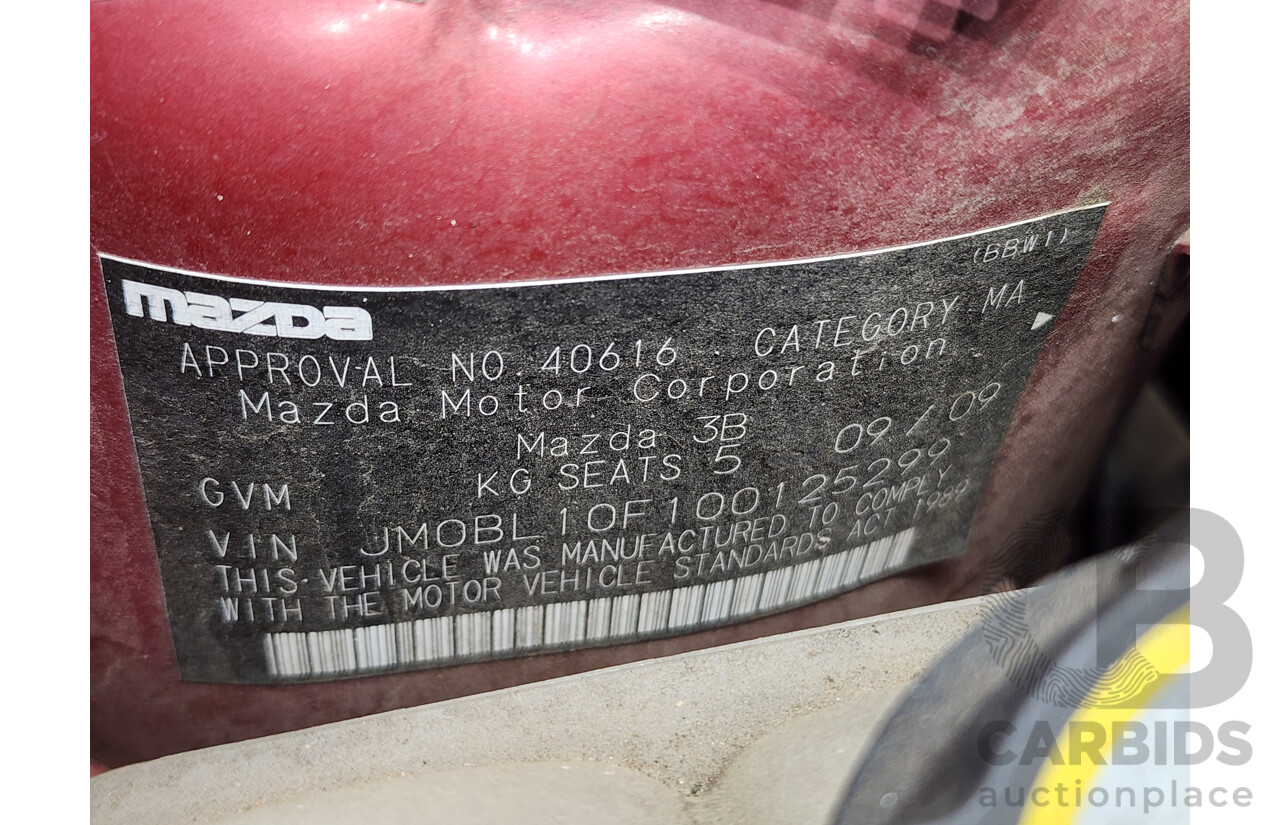 (BBW1)
mazda
APPROVAL NO. 40616 CATEGORY MA
Mazda Motor Corporation
Mazda 3B 09/09
GVM KG SEATS 5
VIN JM0BL10F100125299
THIS VEHICLE WAS MANUFACTURED TO COMPLY
WITH THE MOTOR VEHICLE STANDARDS ACT 1989
CB
CARBIDS
auctionplace